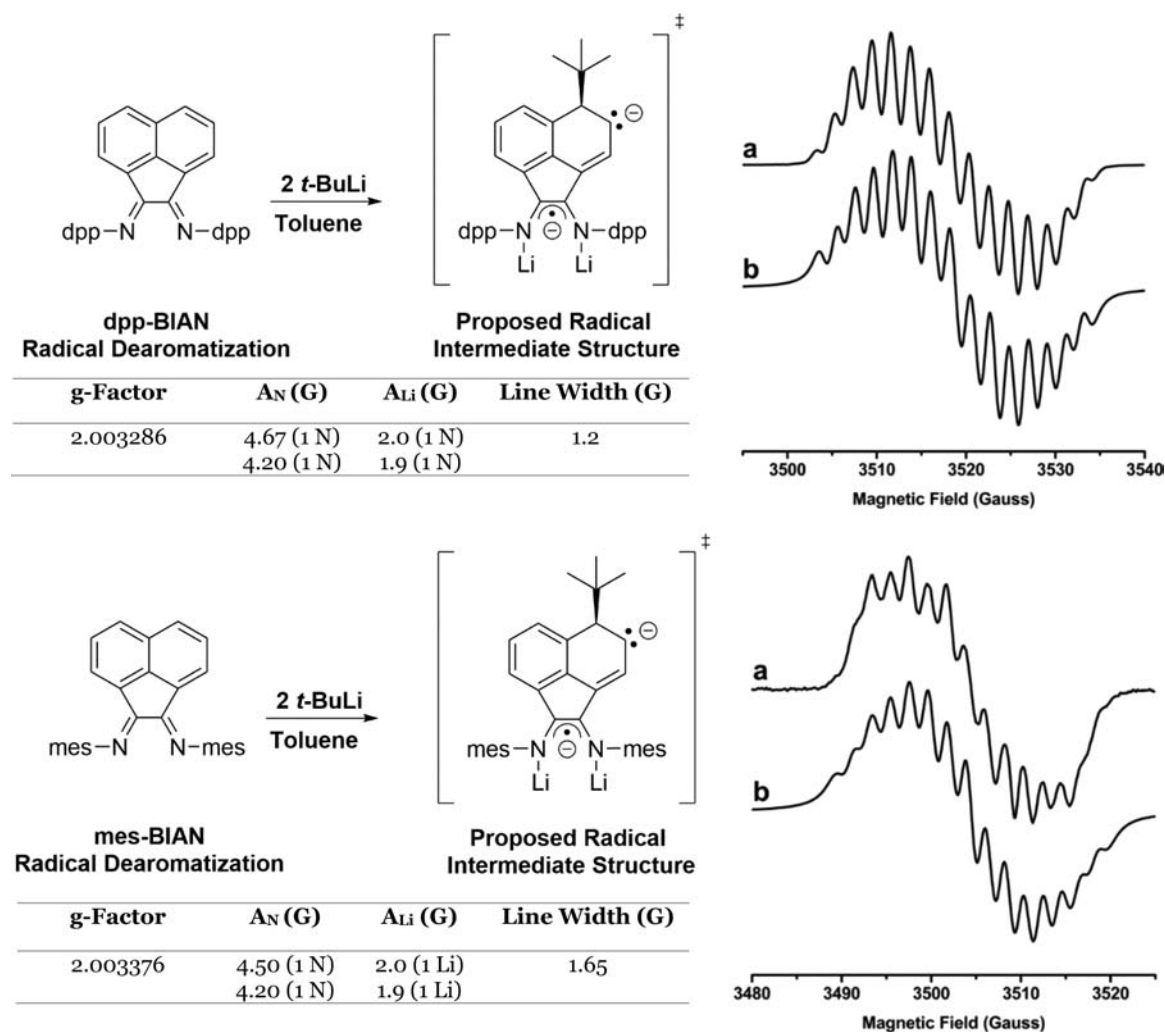 ‡
2 t-BuLi
Toluene
dpp-N
N-dpp
dpp-N
N-dpp
⊖
⊖
Li
Li
dpp-BIAN
Radical Dearomatization
Proposed Radical
Intermediate Structure
g-Factor A_N (G) A_Li (G) Line Width (G)
2.003286 4.67 (1 N) 2.0 (1 N) 1.2
4.20 (1 N) 1.9 (1 N)
a
b
3500 3510 3520 3530 3540
Magnetic Field (Gauss)
‡
2 t-BuLi
Toluene
mes-N
N-mes
mes-N
N-mes
⊖
⊖
Li
Li
mes-BIAN
Radical Dearomatization
Proposed Radical
Intermediate Structure
g-Factor A_N (G) A_Li (G) Line Width (G)
2.003376 4.50 (1 N) 2.0 (1 Li) 1.65
4.20 (1 N) 1.9 (1 Li)
a
b
3480 3490 3500 3510 3520
Magnetic Field (Gauss)